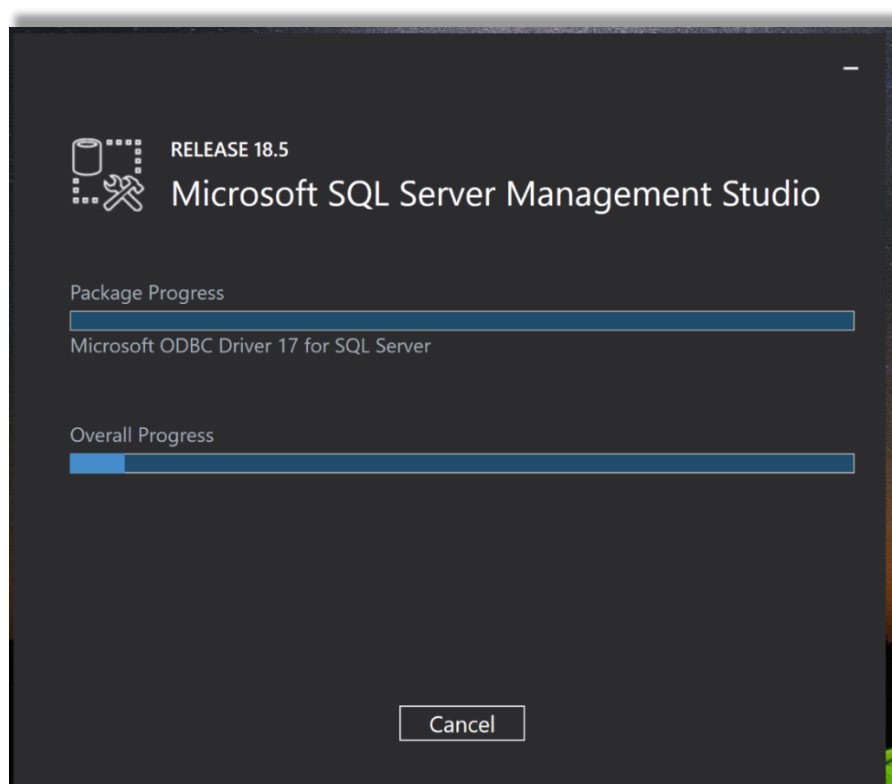 RELEASE 18.5
Microsoft SQL Server Management Studio
Package Progress
Microsoft ODBC Driver 17 for SQL Server
Overall Progress
Cancel